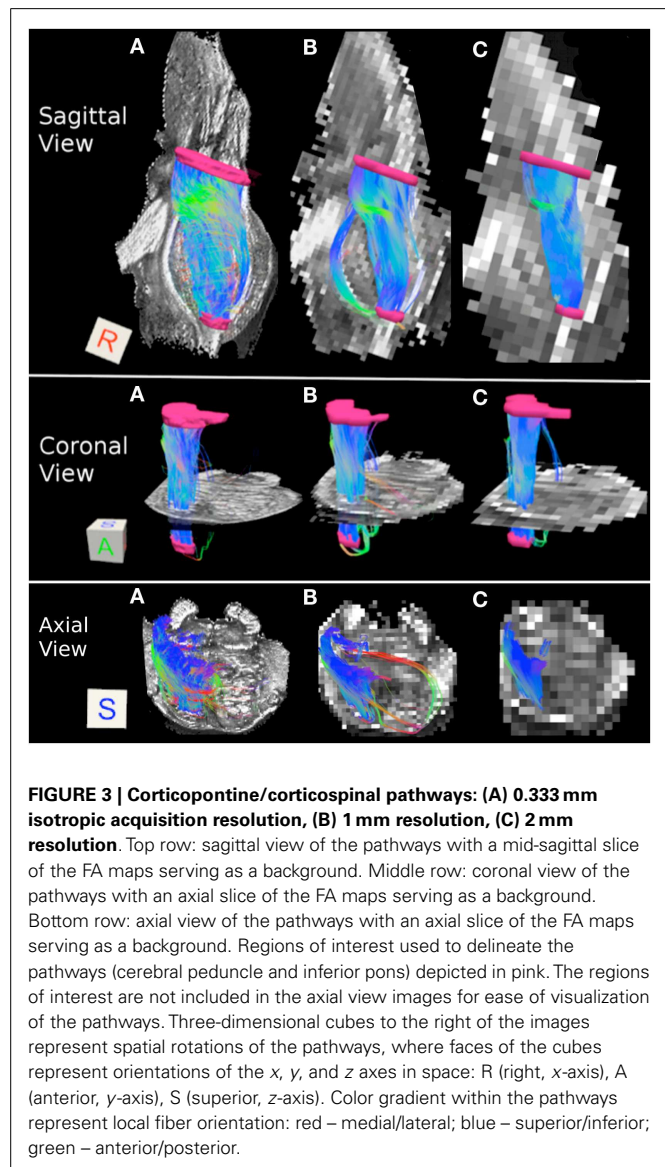 A B C
Sagittal
View
R
A B C
Coronal
View
S
A
A B C
Axial
View
S
FIGURE 3 | Corticopontine/corticospinal pathways: (A) 0.333 mm
isotropic acquisition resolution, (B) 1 mm resolution, (C) 2 mm
resolution. Top row: sagittal view of the pathways with a mid-sagittal slice
of the FA maps serving as a background. Middle row: coronal view of the
pathways with an axial slice of the FA maps serving as a background.
Bottom row: axial view of the pathways with an axial slice of the FA maps
serving as a background. Regions of interest used to delineate the
pathways (cerebral peduncle and inferior pons) depicted in pink. The regions
of interest are not included in the axial view images for ease of visualization
of the pathways. Three-dimensional cubes to the right of the images
represent spatial rotations of the pathways, where faces of the cubes
represent orientations of the x, y, and z axes in space: R (right, x-axis), A
(anterior, y-axis), S (superior, z-axis). Color gradient within the pathways
represent local fiber orientation: red – medial/lateral; blue – superior/inferior;
green – anterior/posterior.